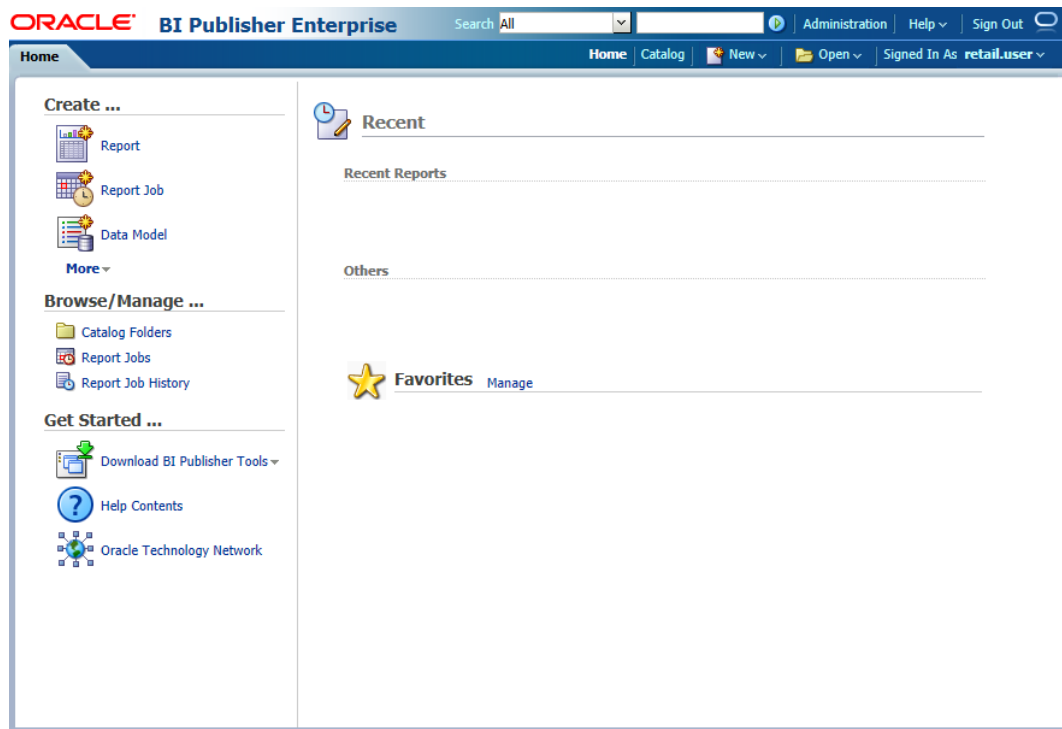 ORACLE BI Publisher Enterprise Search All Administration Help Sign Out
Home Home Catalog New Open Signed In As retail.user
Create ...
Report
Report Job
Data Model
More
Browse/Manage ...
Catalog Folders
Report Jobs
Report Job History
Get Started ...
Download BI Publisher Tools
? Help Contents
Oracle Technology Network
Recent
Recent Reports
Others
Favorites Manage